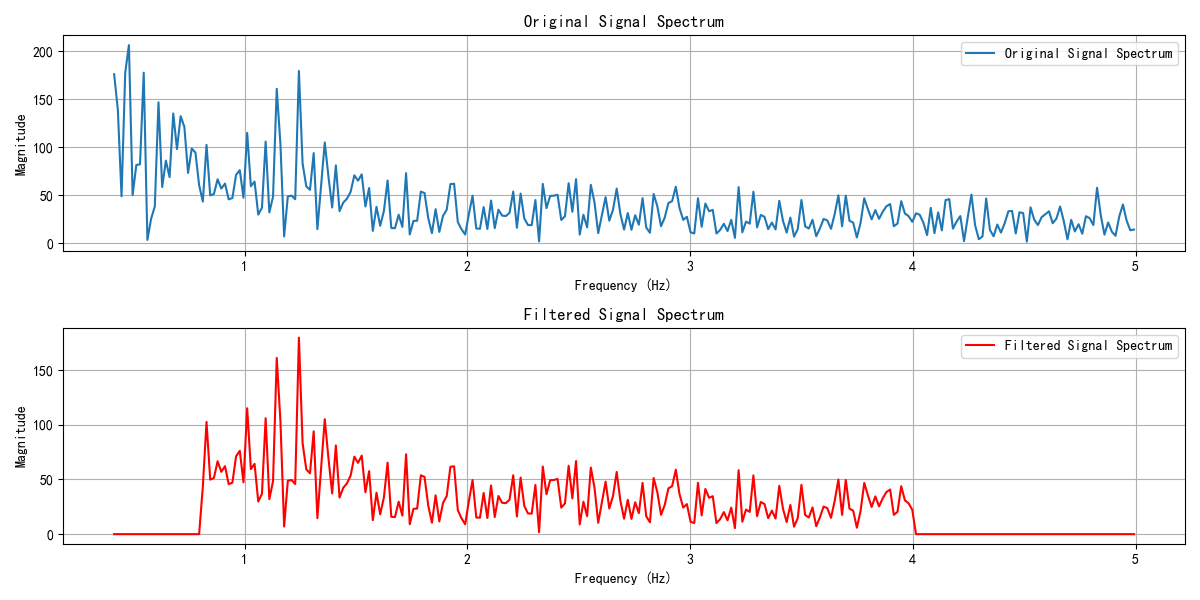 Original Signal Spectrum
Original Signal Spectrum
Magnitude
200
150
100
50
0
1 2 3 4 5
Frequency (Hz)
Filtered Signal Spectrum
Filtered Signal Spectrum
Magnitude
150
100
50
0
1 2 3 4 5
Frequency (Hz)